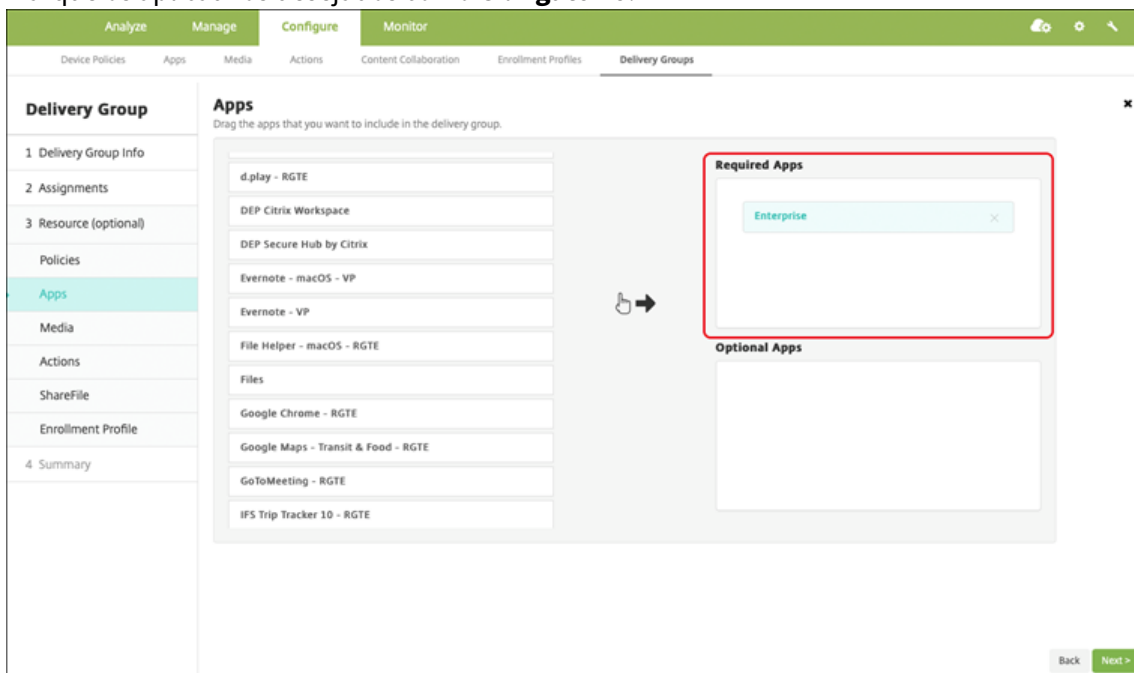 Analyze Manage Configure Monitor
Device Policies Apps Media Actions Content Collaboration Enrollment Profiles Delivery Groups
Delivery Group
1 Delivery Group Info
2 Assignments
3 Resource (optional)
Policies
Apps
Media
Actions
ShareFile
Enrollment Profile
4 Summary
Apps
Drag the apps that you want to include in the delivery group.
d.play - RGTE
DEP Citrix Workspace
DEP Secure Hub by Citrix
Evernote - macOS - VP
Evernote - VP
File Helper - macOS - RGTE
Files
Google Chrome - RGTE
Google Maps - Transit & Food - RGTE
GoToMeeting - RGTE
IFS Trip Tracker 10 - RGTE
Required Apps
Enterprise
Optional Apps
Back Next >